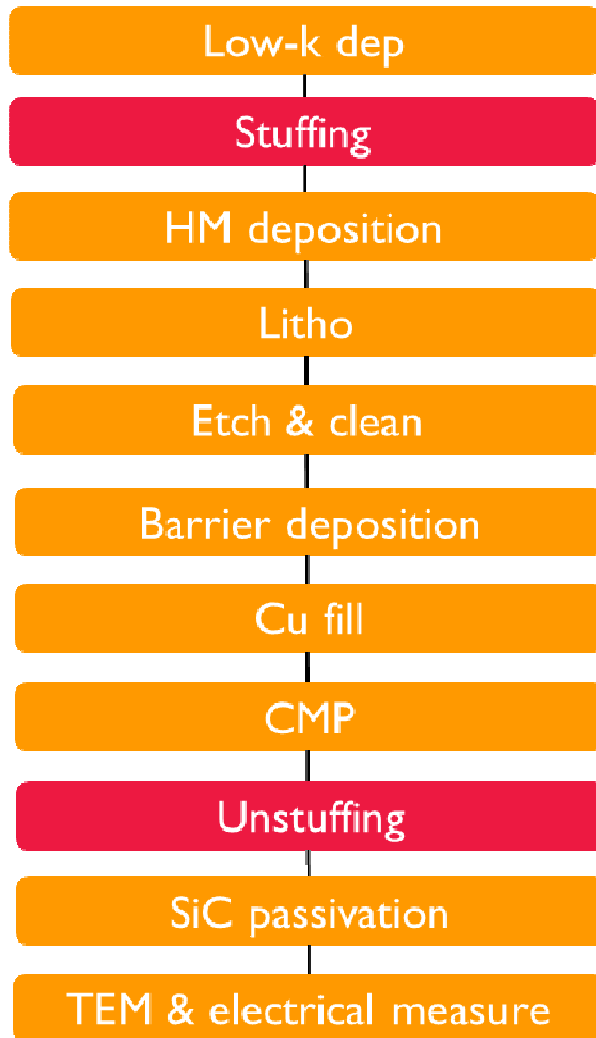 Low-k dep
Stuffing
HM deposition
Litho
Etch & clean
Barrier deposition
Cu fill
CMP
Unstuffing
SiC passivation
TEM & electrical measure